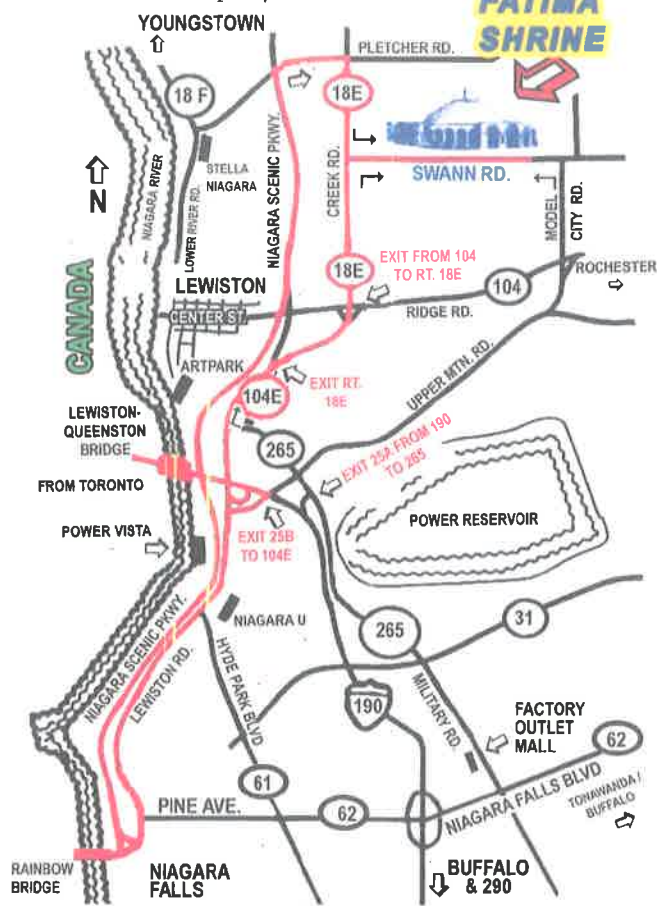 YOUNGSTOWN
FATIMA
SHRINE
PLETCHER RD.
18 F
18E
STELLA
NIAGARA
NIAGARA RIVER
N
LOWER RIVER RD.
NIAGARA SCENIC PKWY.
CREEK RD.
SWANN RD.
MODEL
CITY RD.
EXIT FROM 104
TO RT. 18E
18E
LEWISTON
CENTER ST.
104
ROCHESTER
RIDGE RD.
CANADA
ARTPARK
EXIT RT.
18E
104E
UPPER MTN. RD.
LEWISTON-
QUEENSTON
BRIDGE
265
EXIT 25A FROM 190
TO 265
FROM TORONTO
POWER RESERVOIR
POWER VISTA
EXIT 25B
TO 104E
NIAGARA U
NIAGARA SCENIC PKWY.
LEWISTON RD.
HYDE PARK BLVD
265
31
190
MILITARY RD.
FACTORY
OUTLET
MALL
62
61
PINE AVE.
62
NIAGARA FALLS BLVD
TONAWANDA /
BUFFALO
RAINBOW
BRIDGE
NIAGARA
FALLS
BUFFALO
& 290